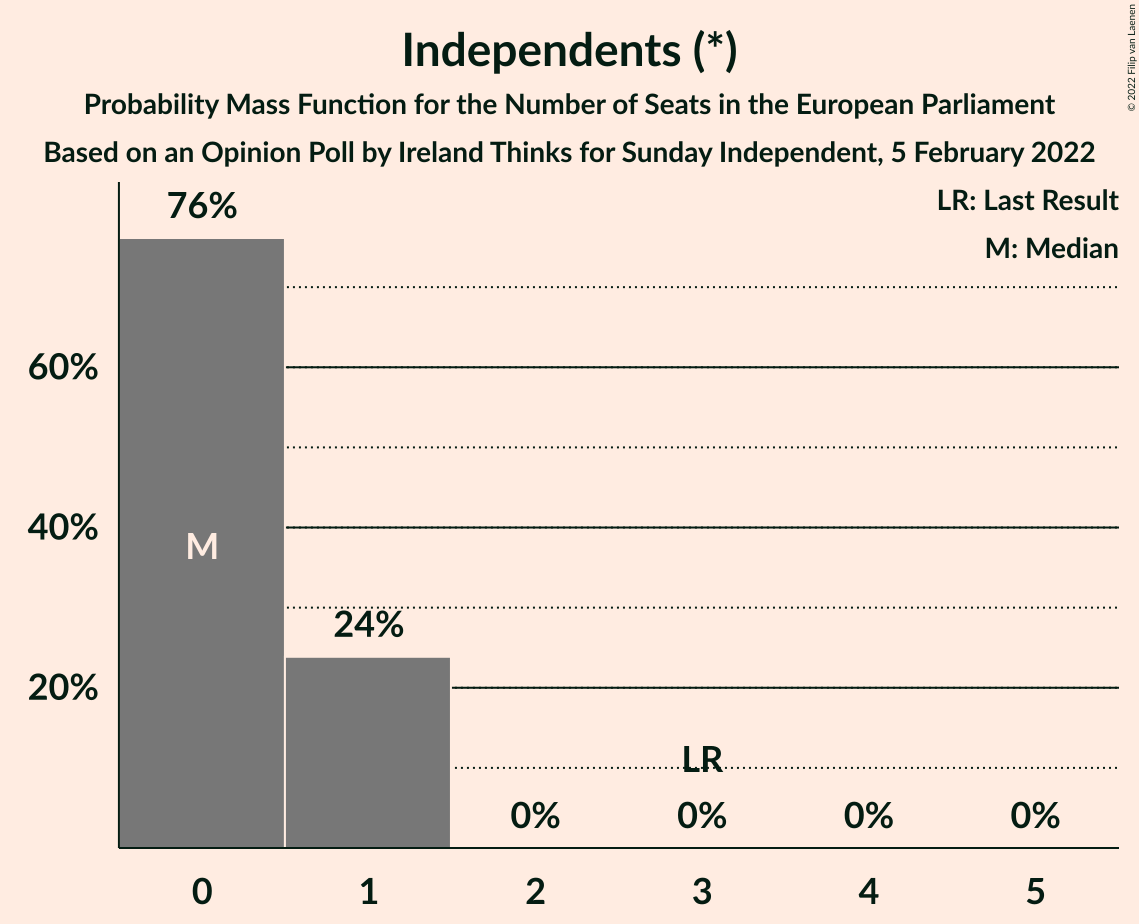 Independents (*)
Probability Mass Function for the Number of Seats in the European Parliament
Based on an Opinion Poll by Ireland Thinks for Sunday Independent, 5 February 2022
© 2022 Filip van Laenen
LR: Last Result
M: Median
76%
60%
40%
M
24%
20%
LR
0%
0%
0%
0%
0
1
2
3
4
5